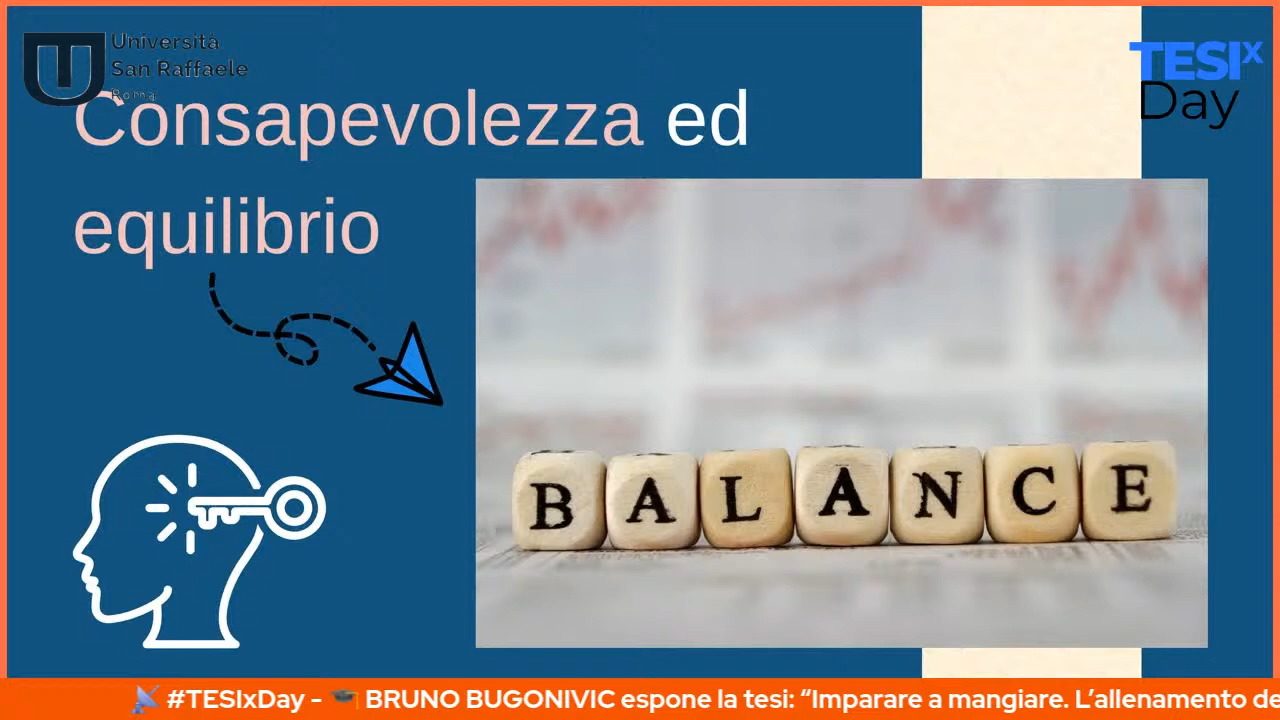 Università
San Raffaele
Roma
TESIx
Day
Consapevolezza ed
equilibrio
BALANCE
#TESIxDay - BRUNO BUGONIVIC espone la tesi: “Imparare a mangiare. L’allenamento de